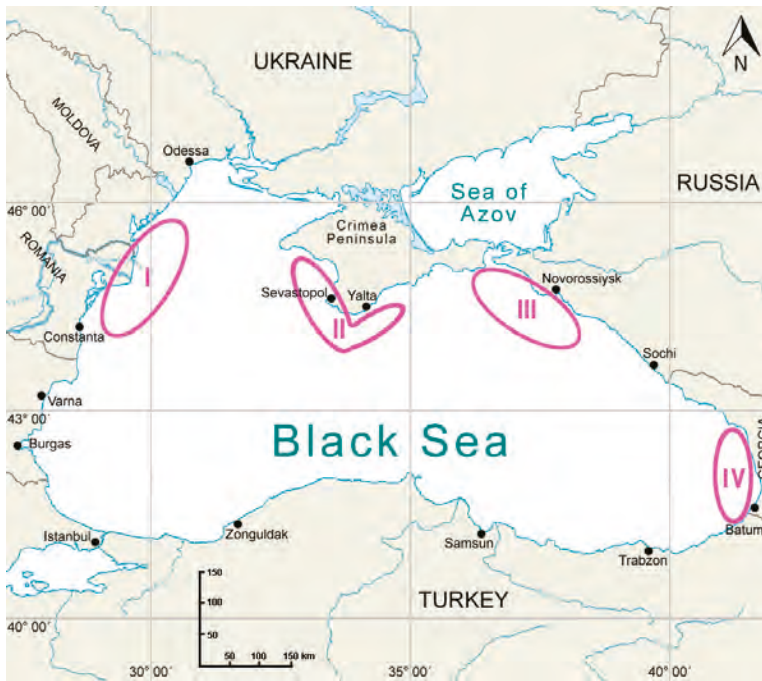 N
UKRAINE
MOLDOVA
Odessa
RUSSIA
Sea of
Azov
46° 00´
Crimea
Peninsula
ROMANIA
I
Novorossiysk
Sevastopol
Yalta
II
III
Constanta
Sochi
Varna
43° 00´
Black Sea
Burgas
GEORGIA
IV
Batum
Istanbul
Zonguldak
Samsun
Trabzon
150
100
50
TURKEY
40° 00´
50
100
150 km
30° 00´
35° 00´
40° 00´